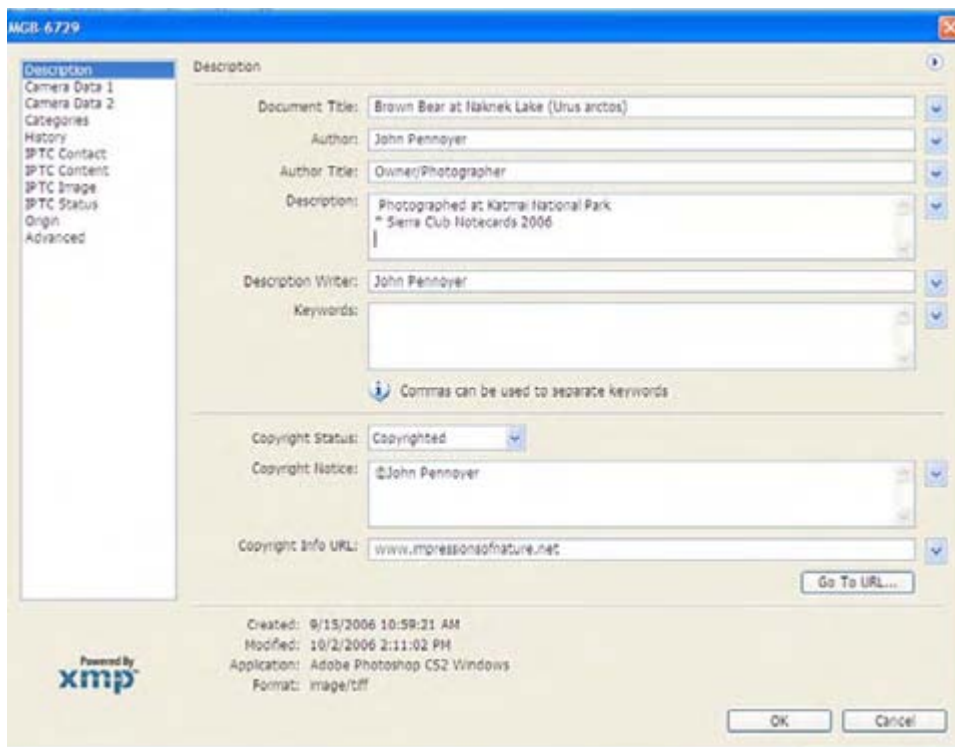 MGB-6729
Description
Camera Data 1
Camera Data 2
Categories
History
IPTC Contact
IPTC Content
IPTC Image
IPTC Status
Origin
Advanced
Description
Document Title: Brown Bear at Naknek Lake (Urus arctos)
Author: John Pennoyer
Author Title: Owner/Photographer
Description: Photographed at Katmai National Park
* Sierra Club Notecards 2006
Description Writer: John Pennoyer
Keywords:
Commas can be used to separate keywords
Copyright Status: Copyrighted
Copyright Notice: ©John Pennoyer
Copyright Info URL: www.impressionsofnature.net
Go To URL...
Created: 9/15/2006 10:59:21 AM
Modified: 10/2/2006 2:11:02 PM
Application: Adobe Photoshop CS2 Windows
Format: image/tiff
Powered By
xmp
OK Cancel